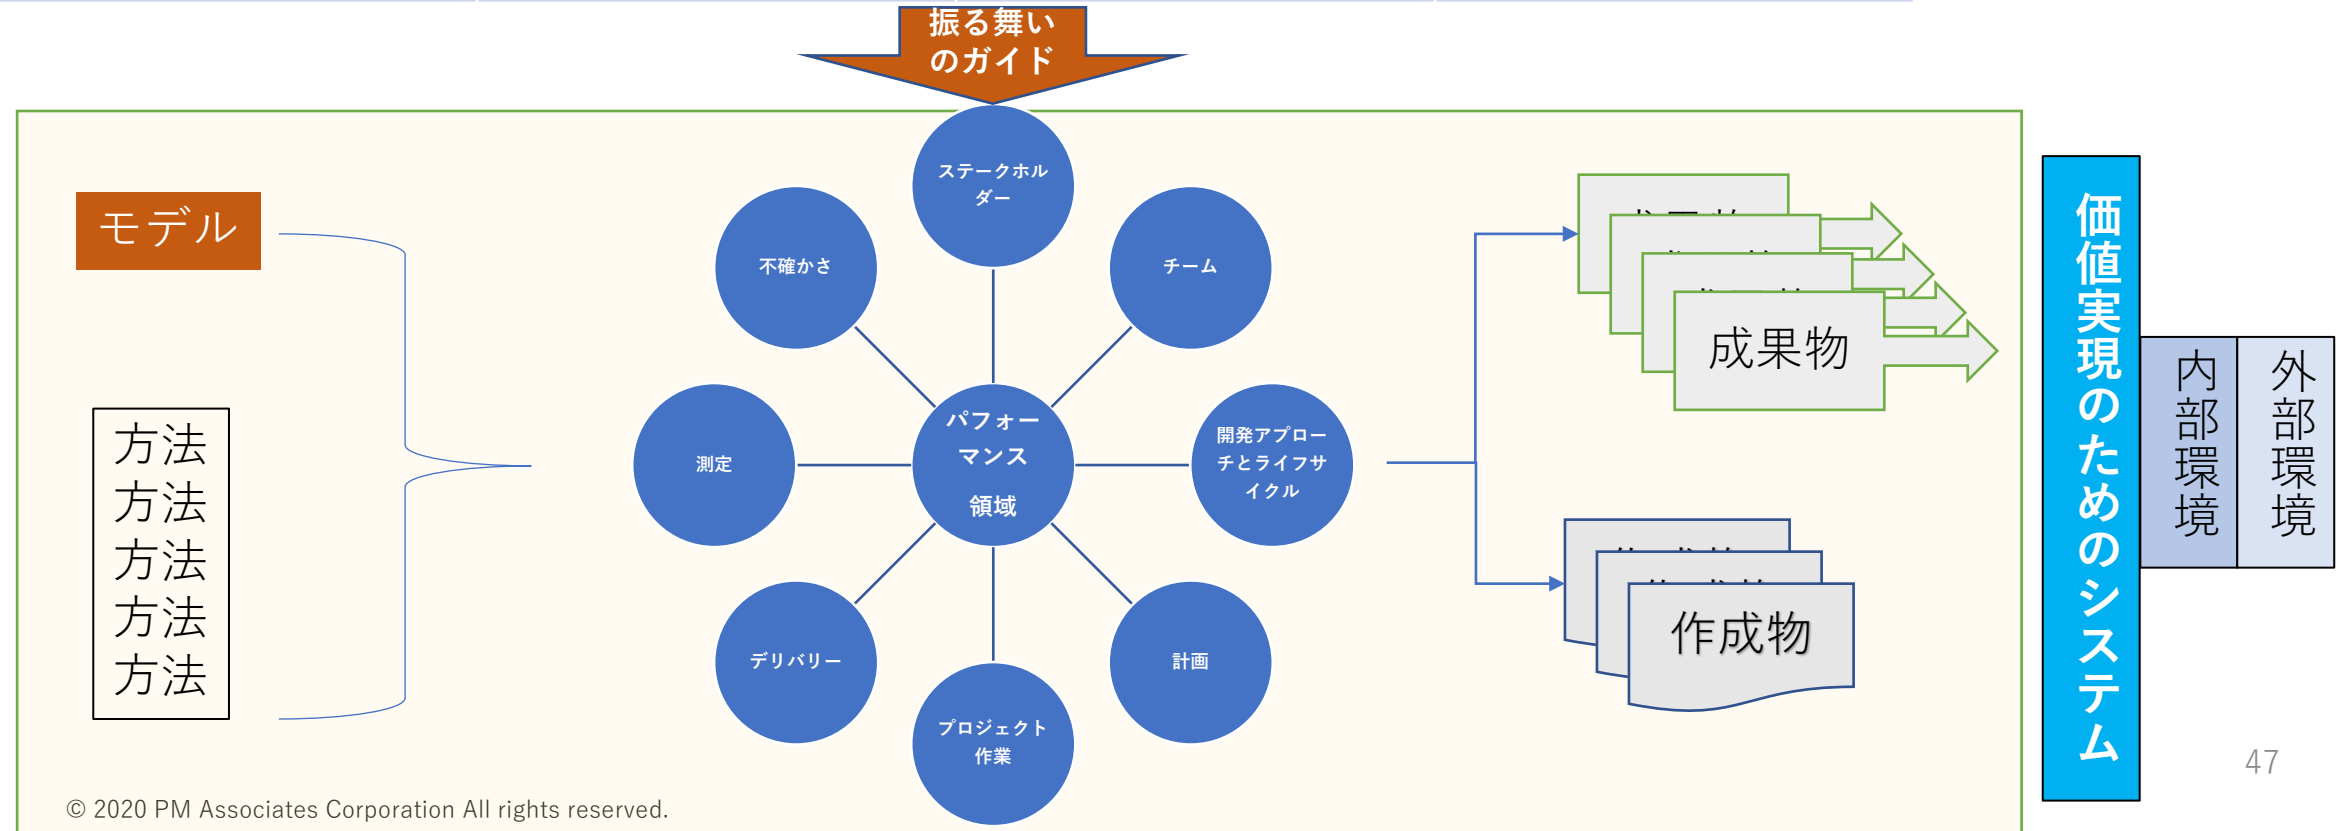 振る舞い
のガイド
モデル
方法
方法
方法
方法
方法
ステークホル
ダー
チーム
開発アプロー
チとライフサ
イクル
計画
プロジェクト
作業
デリバリー
測定
不確かさ
パフォー
マンス
領域
成果物
作成物
価値実現のためのシステム
内部環境
外部環境
47
© 2020 PM Associates Corporation All rights reserved.